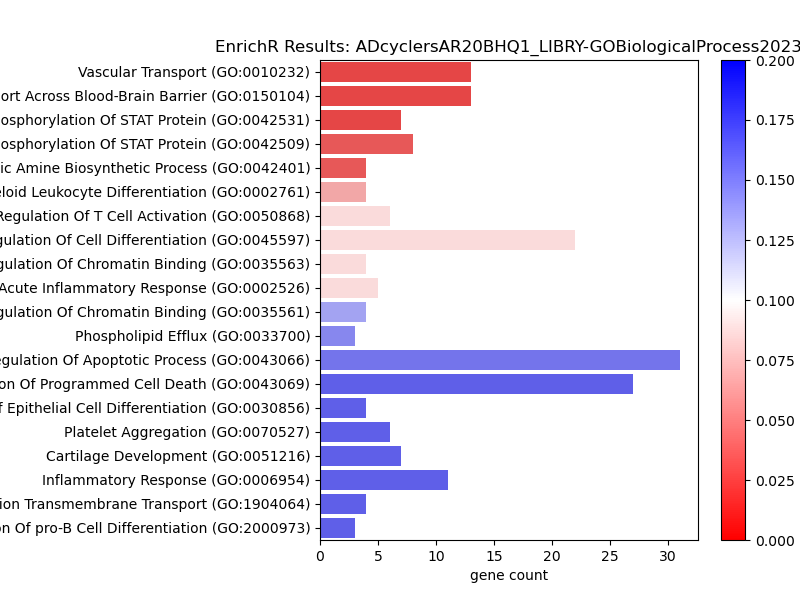 EnrichR Results: ADcyclersAR20BHQ1_LIBRY-GOBiologicalProcess2023
Vascular Transport (GO:0010232)
ort Across Blood-Brain Barrier (GO:0150104)
osphorylation Of STAT Protein (GO:0042531)
osphorylation Of STAT Protein (GO:0042509)
ic Amine Biosynthetic Process (GO:0042401)
eloid Leukocyte Differentiation (GO:0002761)
Regulation Of T Cell Activation (GO:0050868)
gulation Of Cell Differentiation (GO:0045597)
gulation Of Chromatin Binding (GO:0035563)
Acute Inflammatory Response (GO:0002526)
gulation Of Chromatin Binding (GO:0035561)
Phospholipid Efflux (GO:0033700)
egulation Of Apoptotic Process (GO:0043066)
on Of Programmed Cell Death (GO:0043069)
f Epithelial Cell Differentiation (GO:0030856)
Platelet Aggregation (GO:0070527)
Cartilage Development (GO:0051216)
Inflammatory Response (GO:0006954)
ion Transmembrane Transport (GO:1904064)
on Of pro-B Cell Differentiation (GO:2000973)
0 5 10 15 20 25 30
gene count
0.200
0.175
0.150
0.125
0.100
0.075
0.050
0.025
0.000